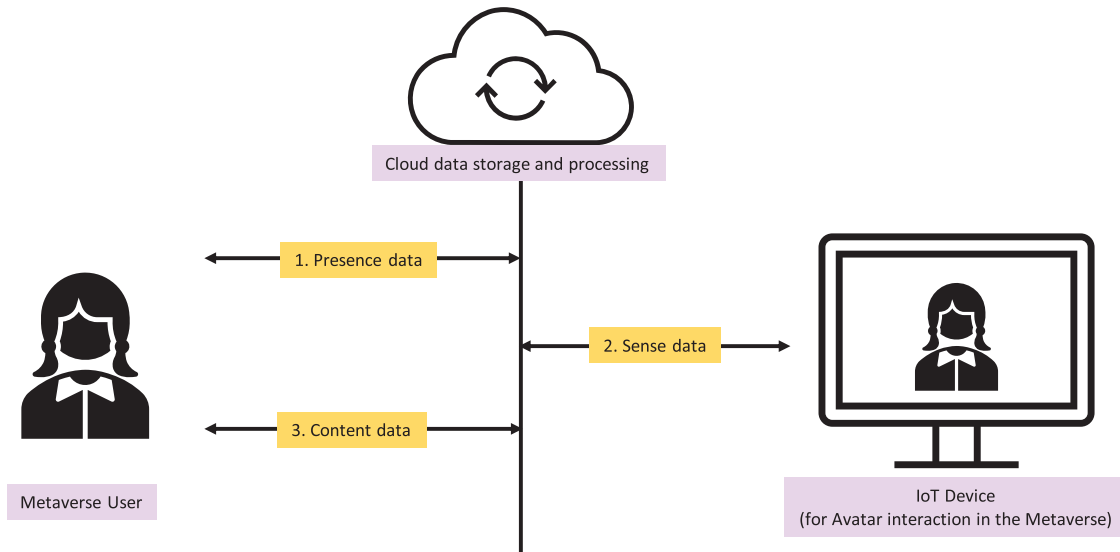 Cloud data storage and processing
1. Presence data
2. Sense data
3. Content data
Metaverse User
IoT Device
(for Avatar interaction in the Metaverse)